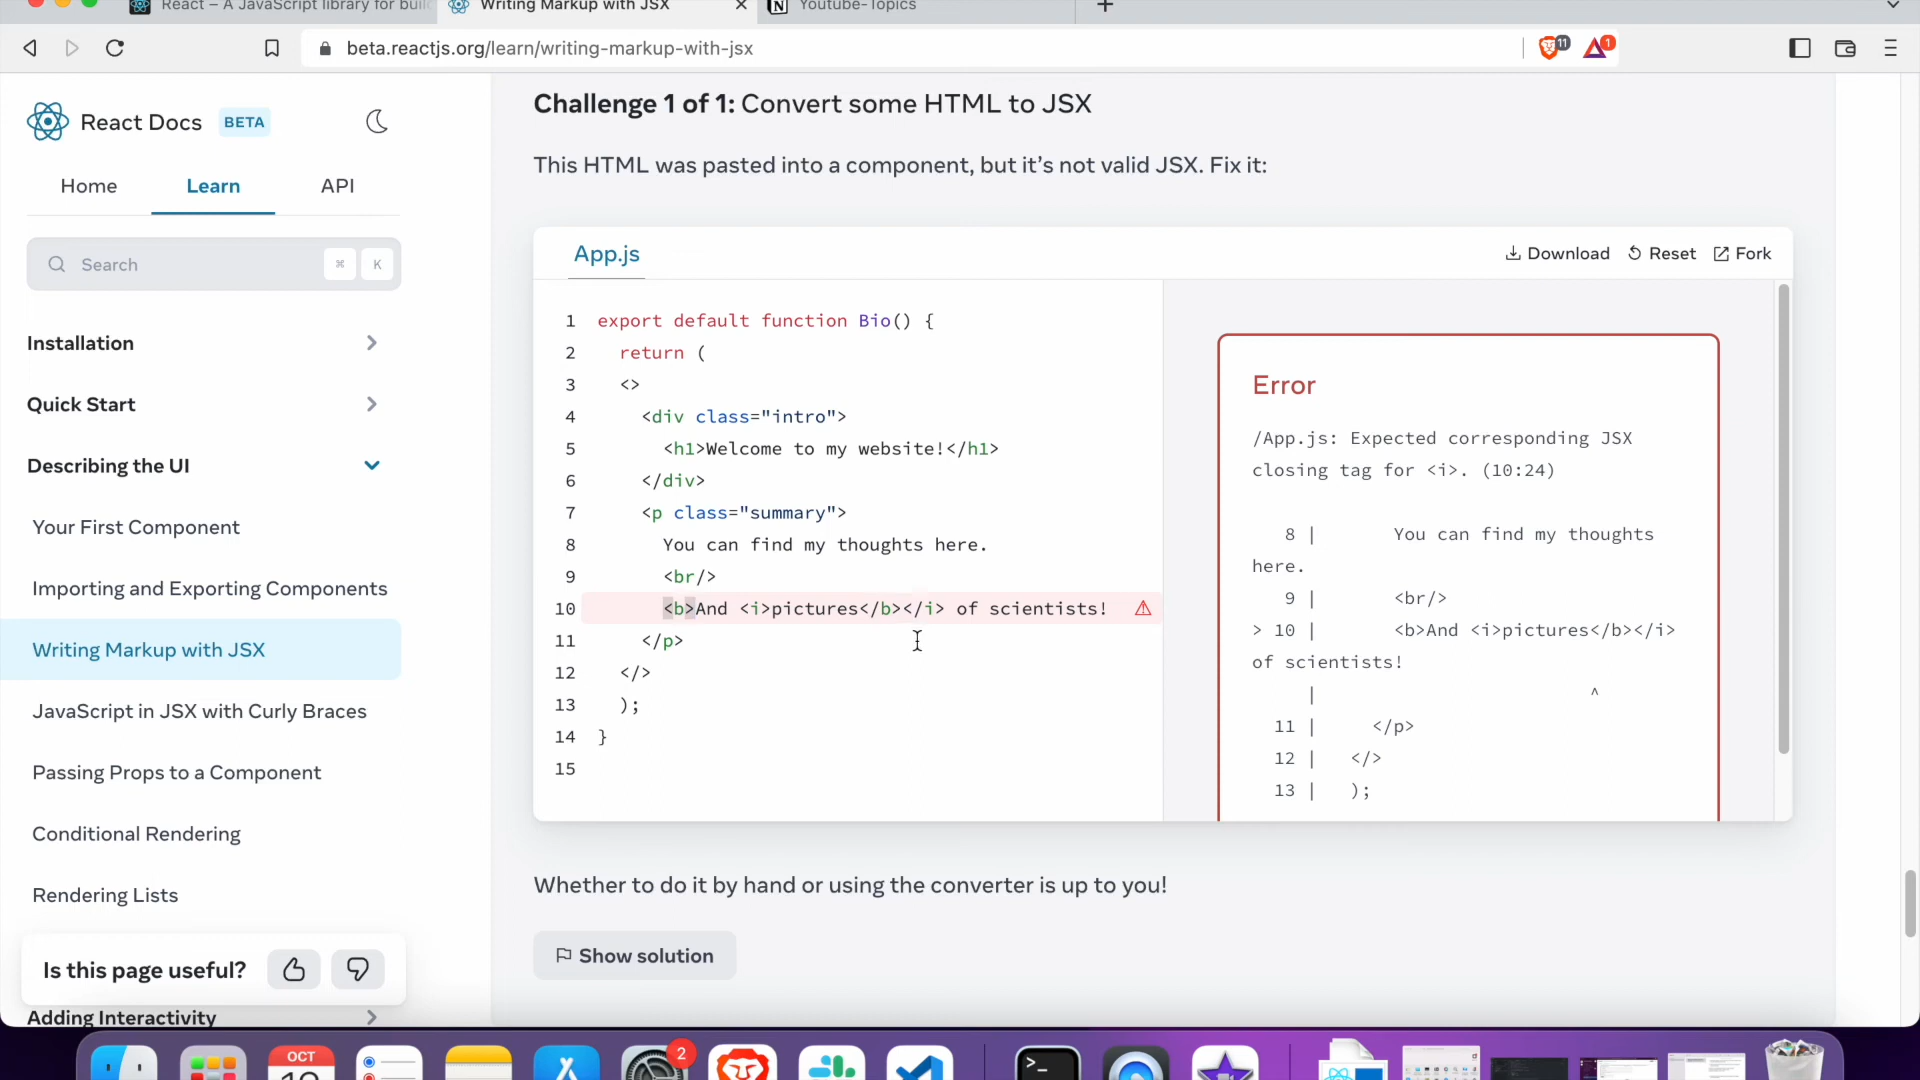 React – A JavaScript library for buil
Writing Markup with JSX
Youtube-Topics
beta.reactjs.org/learn/writing-markup-with-jsx
11
1
React Docs BETA
Home Learn API
Search ⌘ K
Installation
Quick Start
Describing the UI
Your First Component
Importing and Exporting Components
Writing Markup with JSX
JavaScript in JSX with Curly Braces
Passing Props to a Component
Conditional Rendering
Rendering Lists
Is this page useful?
Adding Interactivity
Challenge 1 of 1: Convert some HTML to JSX
This HTML was pasted into a component, but it’s not valid JSX. Fix it:
App.js
Download Reset Fork
1 export default function Bio() {
2 return (
3 <>
4 <div class="intro">
5 <h1>Welcome to my website!</h1>
6 </div>
7 <p class="summary">
8 You can find my thoughts here.
9 <br/>
10 <b>And <i>pictures</b></i> of scientists!
11 </p>
12 </>
13 );
14 }
15
Error
/App.js: Expected corresponding JSX
closing tag for <i>. (10:24)
8 | You can find my thoughts
here.
9 | <br/>
> 10 | <b>And <i>pictures</b></i>
of scientists!
| ^
11 | </p>
12 | </>
13 | );
Whether to do it by hand or using the converter is up to you!
Show solution
OCT
2
>_